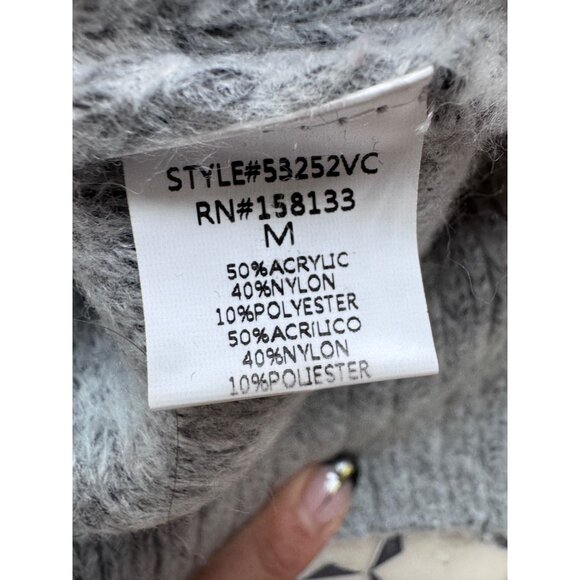 STYLE#53252VC
RN#158133
M
50%ACRYLIC
40%NYLON
10%POLYESTER
50%ACRILICO
40%NYLON
10%POLIESTER